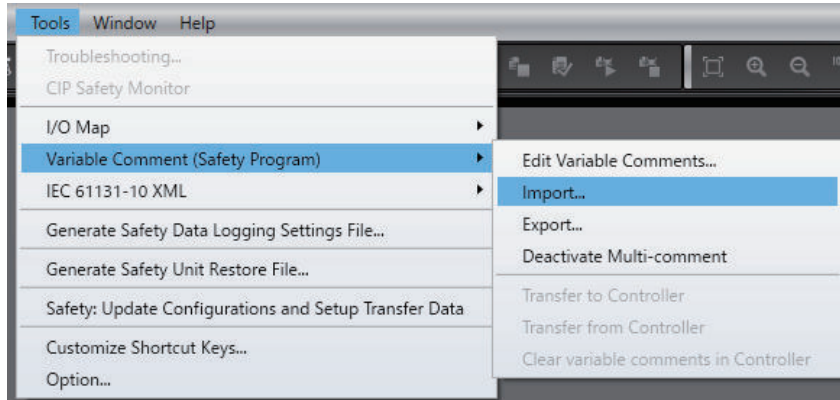 Tools Window Help
Troubleshooting...
CIP Safety Monitor
I/O Map
Variable Comment (Safety Program)
IEC 61131-10 XML
Generate Safety Data Logging Settings File...
Generate Safety Unit Restore File...
Safety: Update Configurations and Setup Transfer Data
Customize Shortcut Keys...
Option...
Edit Variable Comments...
Import...
Export...
Deactivate Multi-comment
Transfer to Controller
Transfer from Controller
Clear variable comments in Controller